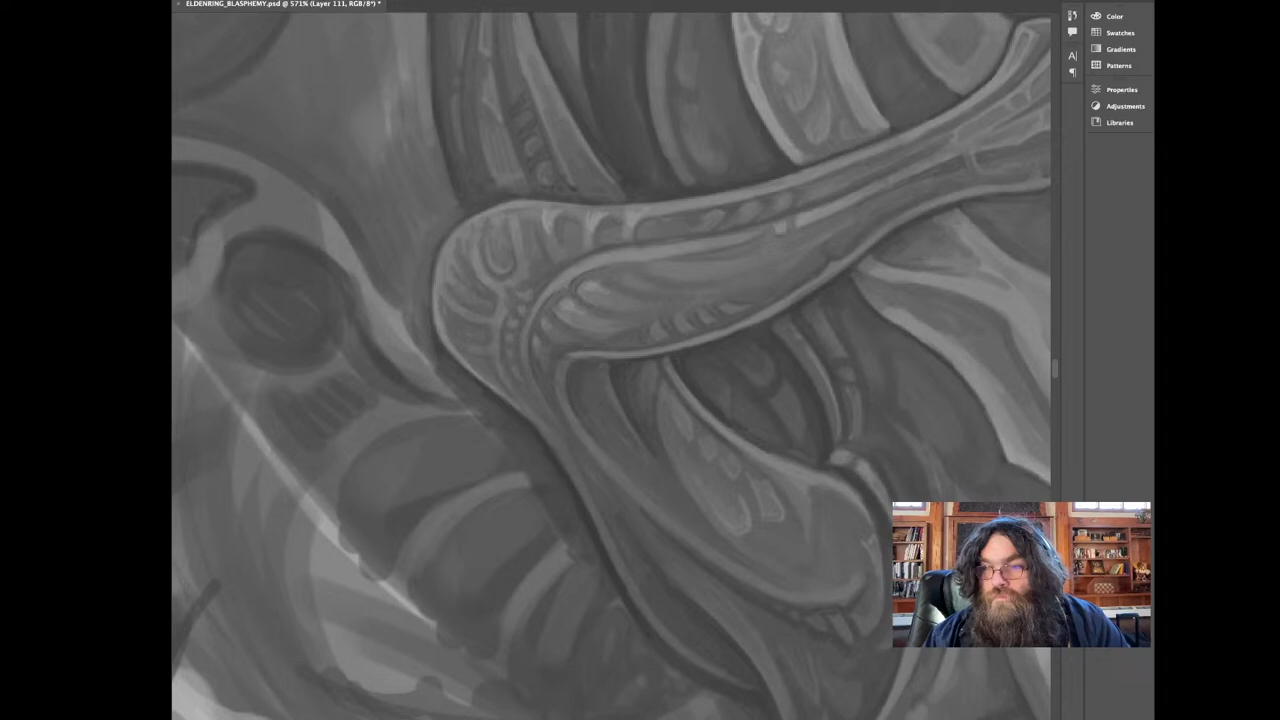 × ELDENRING_BLASPHEMY.psd @ 571% (Layer 111, RGB/8*) *
Color
Swatches
Gradients
Patterns
Properties
Adjustments
Libraries